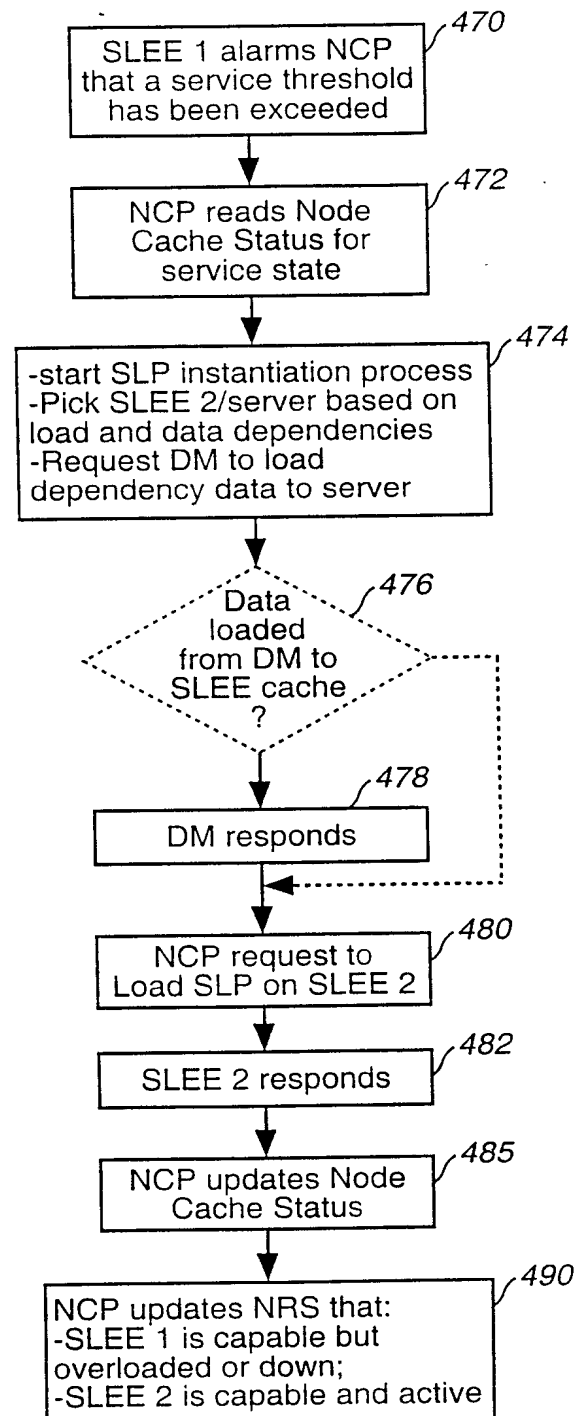 470
SLEE 1 alarms NCP
that a service threshold
has been exceeded
472
NCP reads Node
Cache Status for
service state
474
-start SLP instantiation process
-Pick SLEE 2/server based on
load and data dependencies
-Request DM to load
dependency data to server
476
Data
loaded
from DM to
SLEE cache
?
478
DM responds
480
NCP request to
Load SLP on SLEE 2
482
SLEE 2 responds
485
NCP updates Node
Cache Status
490
NCP updates NRS that:
-SLEE 1 is capable but
overloaded or down;
-SLEE 2 is capable and active